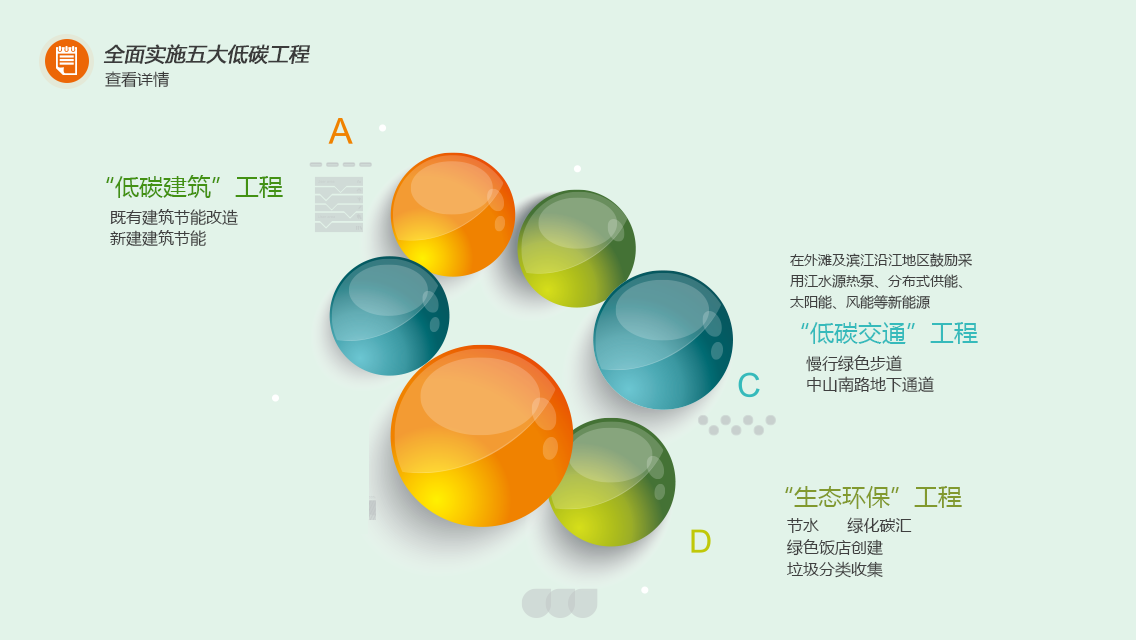 全面实施五大低碳工程
查看详情
A
“低碳建筑”工程
既有建筑节能改造
新建建筑节能
在外滩及滨江沿江地区鼓励采
用江水源热泵、分布式供能、
太阳能、风能等新能源
“低碳交通”工程
慢行绿色步道
中山南路地下通道
C
“生态环保”工程
节水 绿化碳汇
绿色饭店创建
垃圾分类收集
D